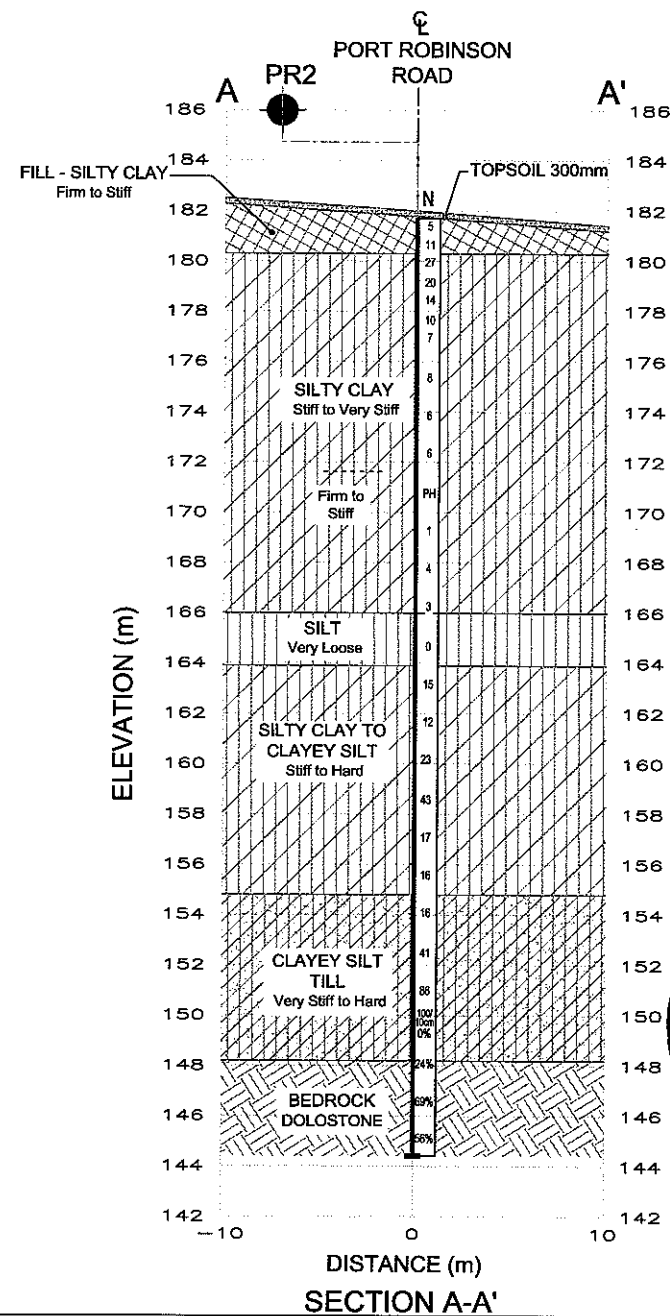 ℄
PORT ROBINSON
ROAD
A
PR2
A'
186
186
184
184
FILL - SILTY CLAY
Firm to Stiff
N
TOPSOIL 300mm
182
5
182
11
180
27
180
20
178
14
178
10
7
176
176
8
SILTY CLAY
174
Stiff to Very Stiff
6
174
172
6
172
PH
Firm to
Stiff
170
1
170
168
4
168
166
3
166
SILT
Very Loose
0
164
164
15
162
12
162
SILTY CLAY TO
CLAYEY SILT
Stiff to Hard
160
23
160
158
43
158
17
156
16
156
154
16
154
152
CLAYEY SILT
TILL
Very Stiff to Hard
41
152
86
150
100/
10cm
0%
150
148
24%
148
BEDROCK
DOLOSTONE
69%
146
146
56%
144
144
142
142
ELEVATION (m)
-10
0
10
DISTANCE (m)
SECTION A-A'